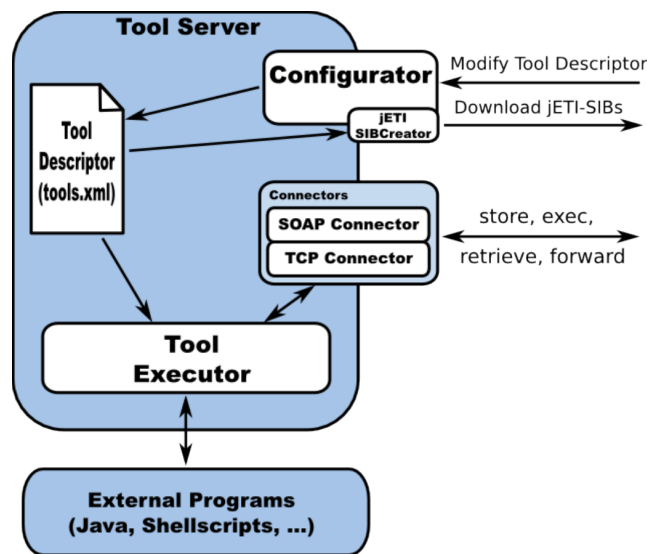 Tool Server
Configurator
Modify Tool Descriptor
jETI
SIBCreator
Download jETI-SIBs
Tool
Descriptor
(tools.xml)
Connectors
SOAP Connector
TCP Connector
store, exec,
retrieve, forward
Tool
Executor
External Programs
(Java, Shellscripts, ...)